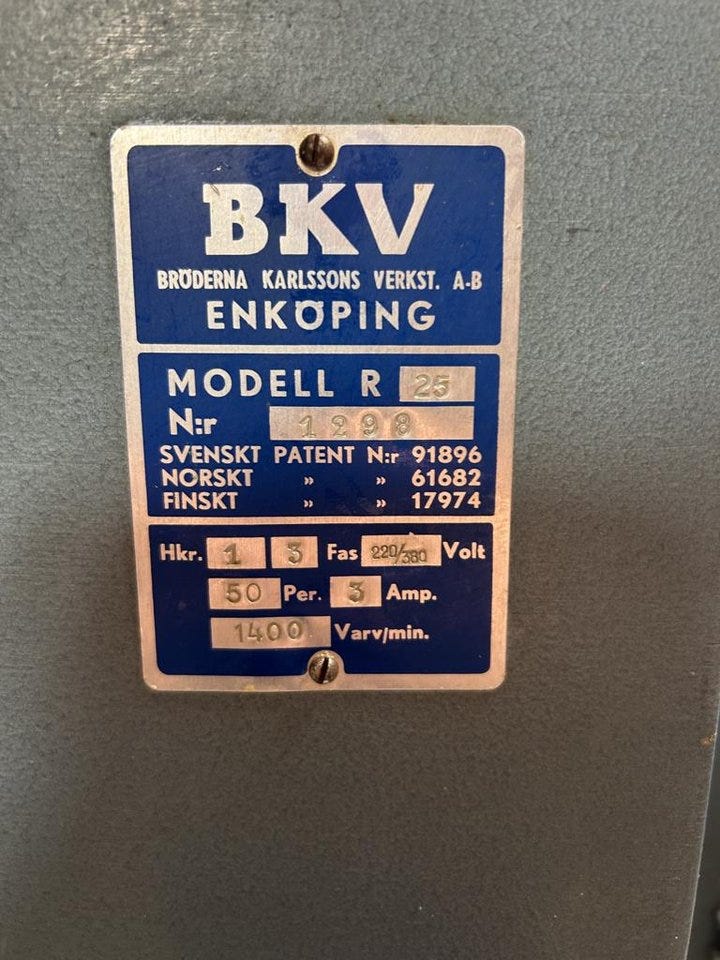 BKV
BRÖDERNA KARLSSONS VERKST. A-B
ENKÖPING
MODELL R 25
N:r 1298
SVENSKT PATENT N:r 91896
NORSKT » » 61682
FINSKT » » 17974
Hkr. 1 3 Fas 220/380 Volt
50 Per. 3 Amp.
1400 Varv/min.